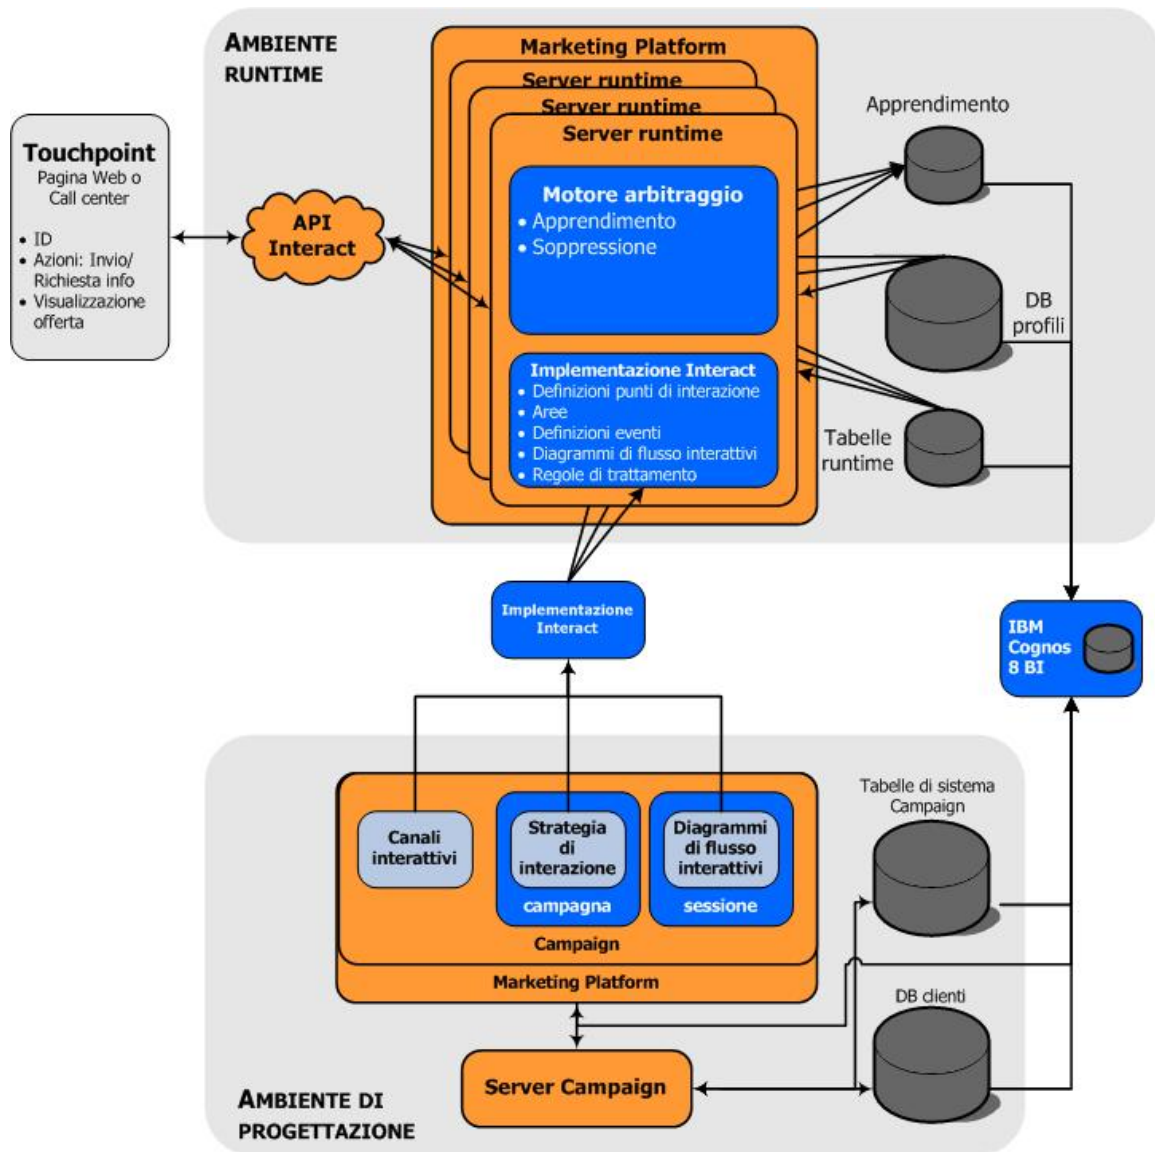 AMBIENTE
RUNTIME
Marketing Platform
Server runtime
Server runtime
Server runtime
Touchpoint
Pagina Web o
Call center
• ID
• Azioni: Invio/
Richiesta info
• Visualizzazione
offerta
API
Interact
Motore arbitraggio
• Apprendimento
• Soppressione
Implementazione Interact
• Definizioni punti di interazione
• Aree
• Definizioni eventi
• Diagrammi di flusso interattivi
• Regole di trattamento
Apprendimento
DB
profili
Tabelle
runtime
Implementazione
Interact
IBM
Cognos
8 BI
Canali
interattivi
Strategia
di
interazione
campagna
Diagrammi
di flusso
interattivi
sessione
Campaign
Marketing Platform
Tabelle di sistema
Campaign
DB clienti
Server Campaign
AMBIENTE DI
PROGETTAZIONE